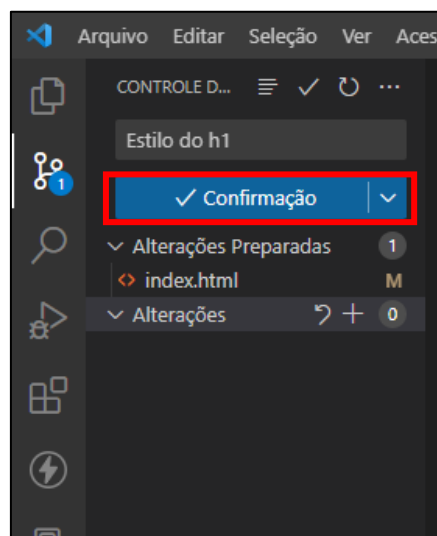 Arquivo Editar Seleção Ver Aces
CONTROLE D...
Estilo do h1
1
Confirmação
Alterações Preparadas 1
index.html M
Alterações 0